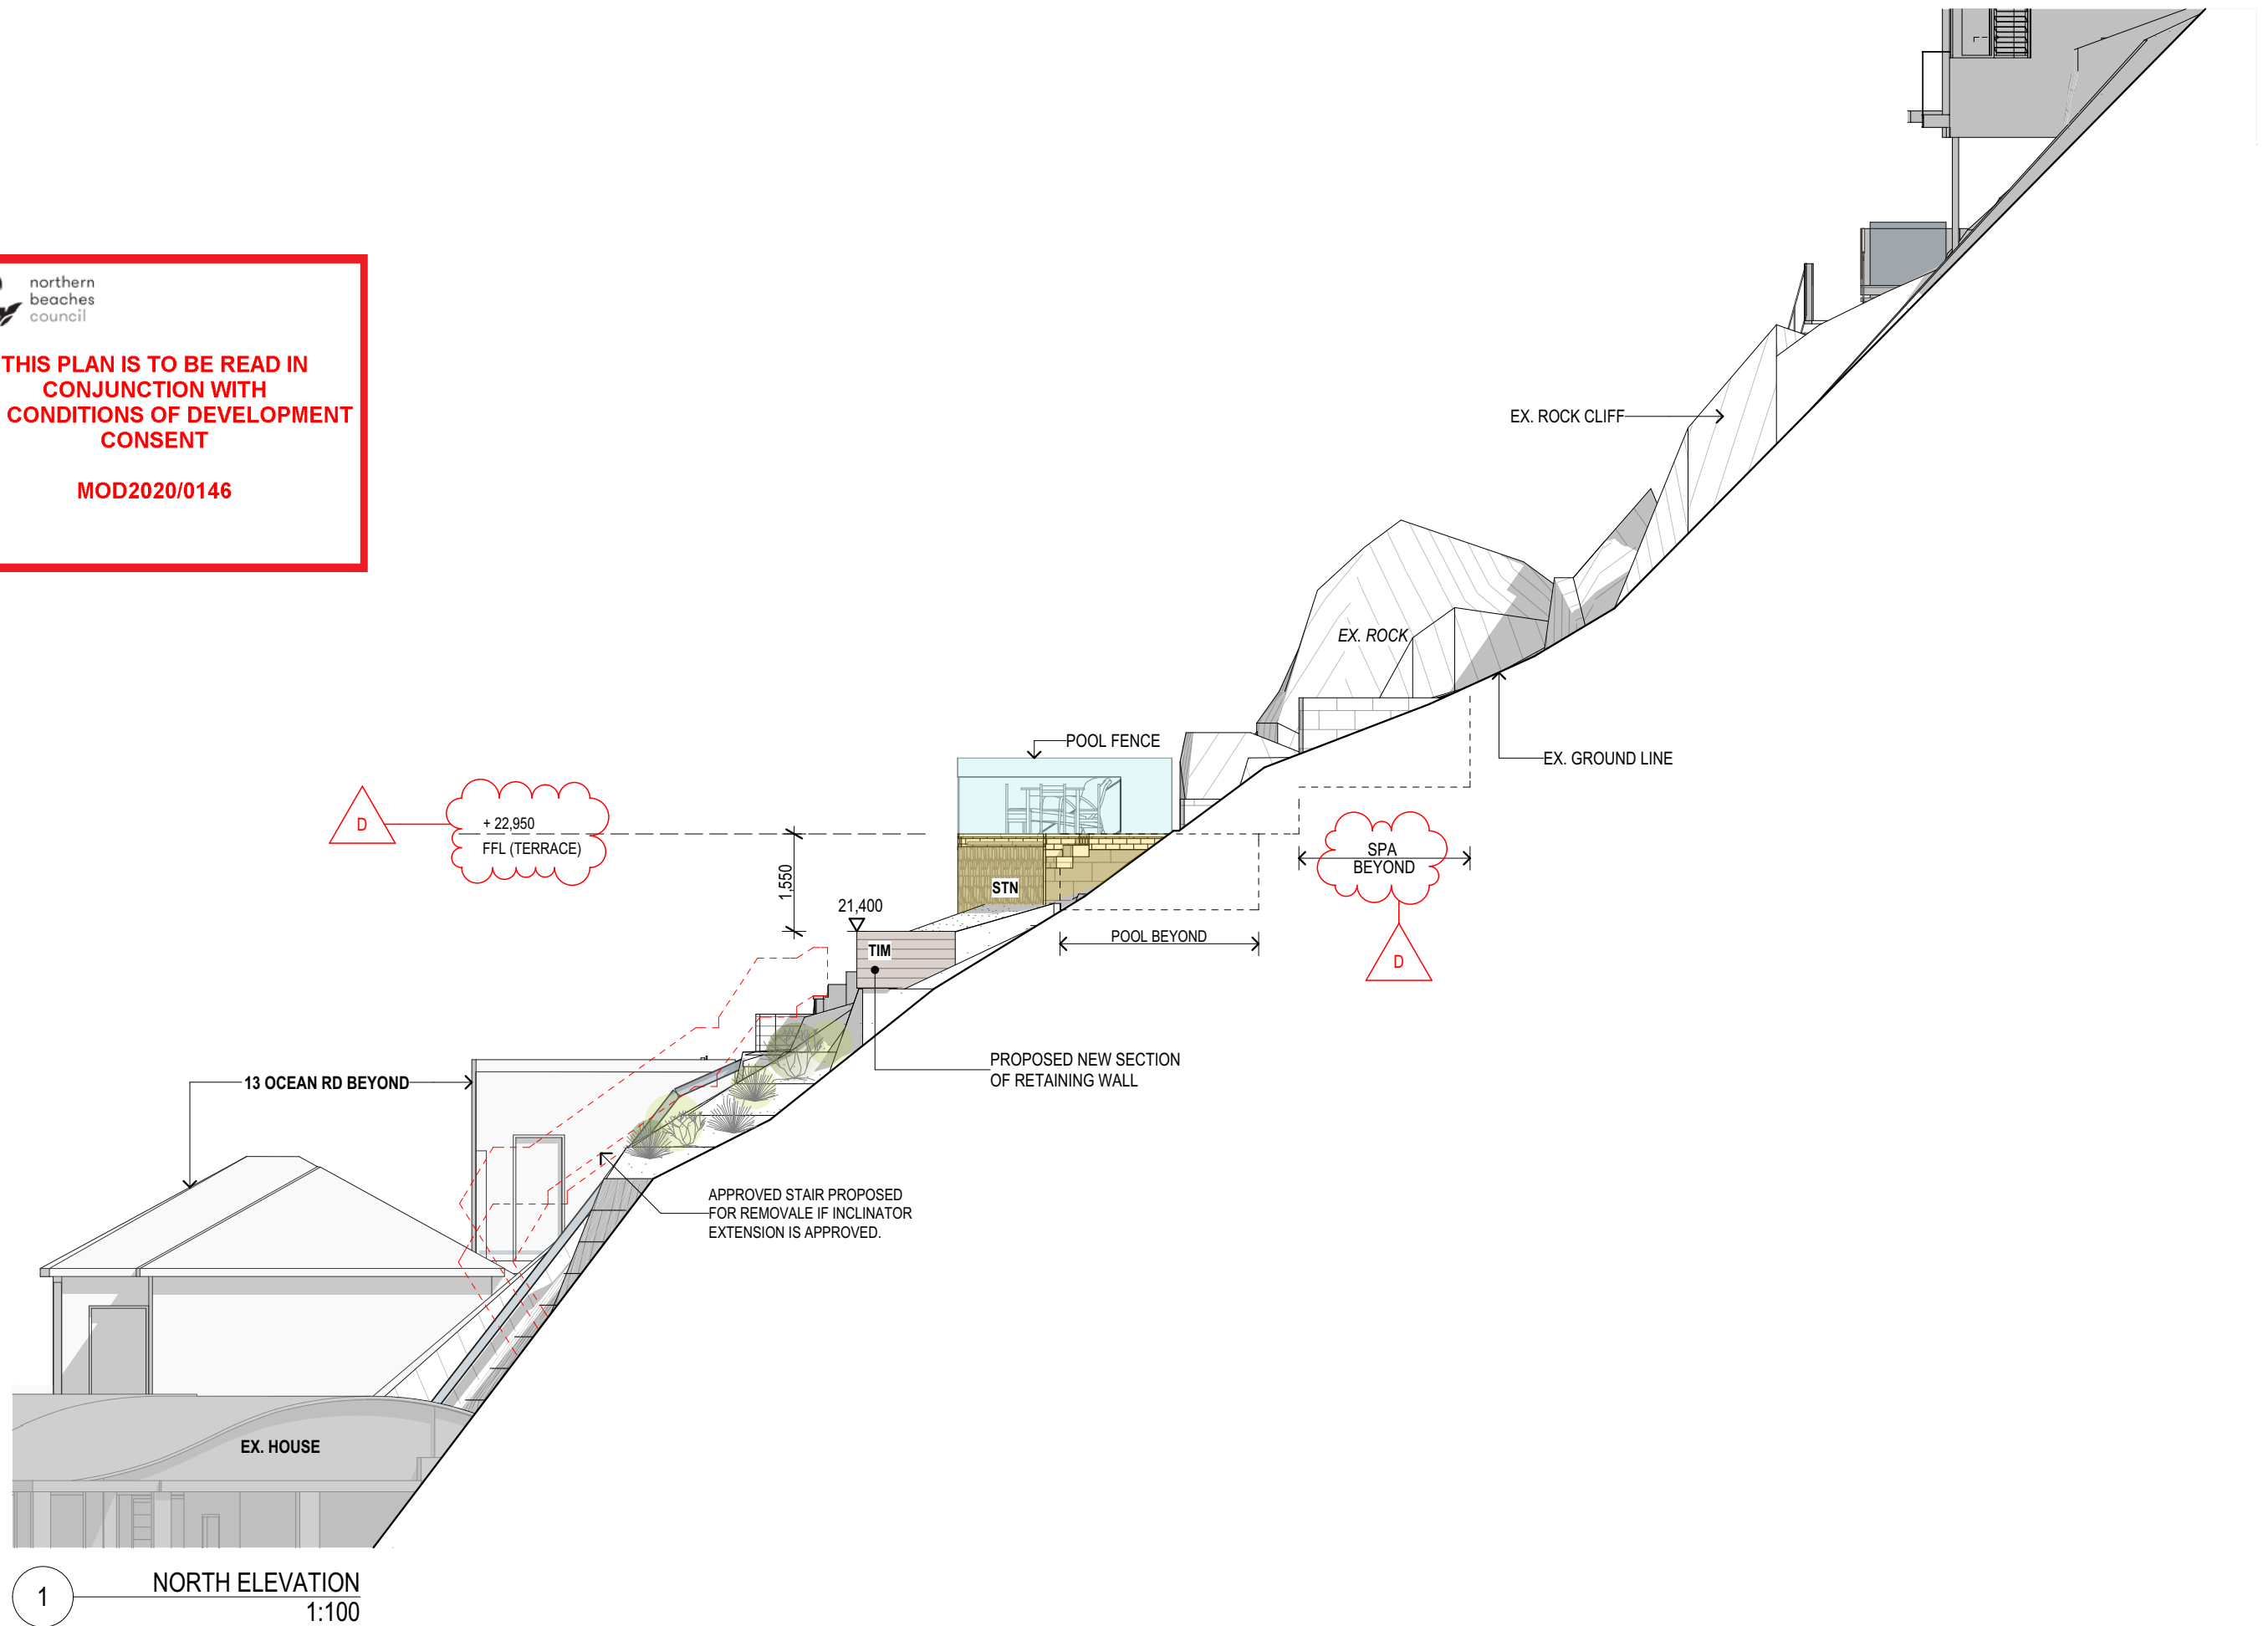 northern
beaches
council
THIS PLAN IS TO BE READ IN
CONJUNCTION WITH
CONDITIONS OF DEVELOPMENT
CONSENT
MOD2020/0146
EX. ROCK CLIFF
EX. ROCK
POOL FENCE
EX. GROUND LINE
D
+ 22,950
FFL (TERRACE)
1,550
STN
SPA
BEYOND
21,400
POOL BEYOND
TIM
D
PROPOSED NEW SECTION
OF RETAINING WALL
13 OCEAN RD BEYOND
APPROVED STAIR PROPOSED
FOR REMOVALE IF INCLINATOR
EXTENSION IS APPROVED.
EX. HOUSE
1
NORTH ELEVATION
1:100